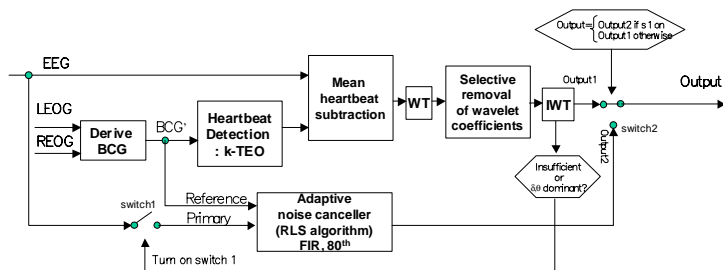 Output=
Output2 if s1 on
Output1 otherwise
EEG
LEOG
REOG
Derive
BCG
BCG'
Heartbeat
Detection
: k-TEO
Mean
heartbeat
subtraction
WT
Selective
removal
of wavelet
coefficients
IWT
Output1
Output
switch2
Output2
Insufficient
or
δθ dominant?
Reference
Primary
switch1
Adaptive
noise canceller
(RLS algorithm)
FIR, 80th
Turn on switch 1